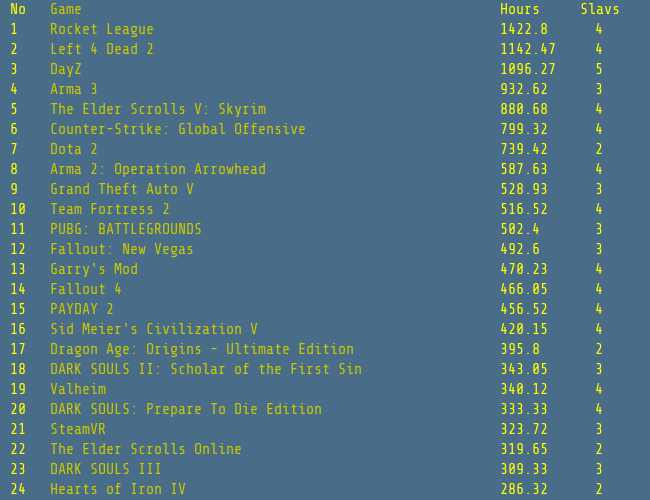 No Game Hours Slavs
1 Rocket League 1422.8 4
2 Left 4 Dead 2 1142.47 4
3 DayZ 1096.27 5
4 Arma 3 932.62 3
5 The Elder Scrolls V: Skyrim 880.68 4
6 Counter-Strike: Global Offensive 799.32 4
7 Dota 2 739.42 2
8 Arma 2: Operation Arrowhead 587.63 4
9 Grand Theft Auto V 528.93 3
10 Team Fortress 2 516.52 4
11 PUBG: BATTLEGROUNDS 502.4 3
12 Fallout: New Vegas 492.6 3
13 Garry's Mod 470.23 4
14 Fallout 4 466.05 4
15 PAYDAY 2 456.52 4
16 Sid Meier's Civilization V 420.15 4
17 Dragon Age: Origins - Ultimate Edition 395.8 2
18 DARK SOULS II: Scholar of the First Sin 343.05 3
19 Valheim 340.12 4
20 DARK SOULS: Prepare To Die Edition 333.33 4
21 SteamVR 323.72 3
22 The Elder Scrolls Online 319.65 2
23 DARK SOULS III 309.33 3
24 Hearts of Iron IV 286.32 2